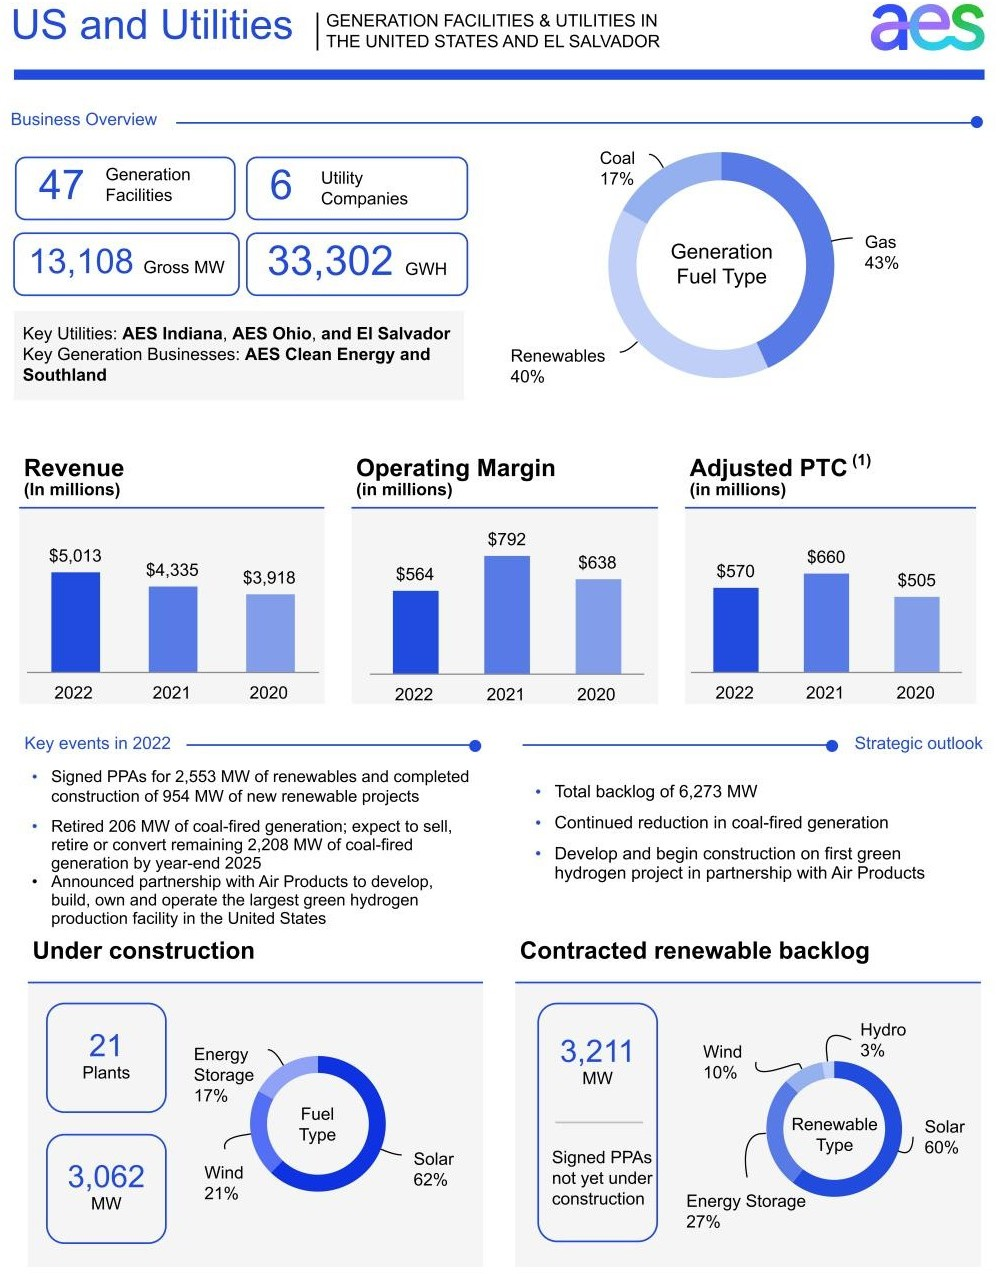 US and Utilities
GENERATION FACILITIES & UTILITIES IN
THE UNITED STATES AND EL SALVADOR
aes
Business Overview
47
Generation
Facilities
6
Utility
Companies
13,108 Gross MW
33,302 GWH
Key Utilities: AES Indiana, AES Ohio, and El Salvador
Key Generation Businesses: AES Clean Energy and
Southland
Generation
Fuel Type
Coal
17%
Gas
43%
Renewables
40%
Revenue
(In millions)
$5,013
$4,335
$3,918
2022
2021
2020
Operating Margin
(in millions)
$564
$792
$638
2022
2021
2020
Adjusted PTC (1)
(in millions)
$570
$660
$505
2022
2021
2020
Key events in 2022
• Signed PPAs for 2,553 MW of renewables and completed
construction of 954 MW of new renewable projects
• Retired 206 MW of coal-fired generation; expect to sell,
retire or convert remaining 2,208 MW of coal-fired
generation by year-end 2025
• Announced partnership with Air Products to develop,
build, own and operate the largest green hydrogen
production facility in the United States
Strategic outlook
• Total backlog of 6,273 MW
• Continued reduction in coal-fired generation
• Develop and begin construction on first green
hydrogen project in partnership with Air Products
Under construction
21
Plants
3,062
MW
Fuel
Type
Energy
Storage
17%
Wind
21%
Solar
62%
Contracted renewable backlog
3,211
MW
Signed PPAs
not yet under
construction
Renewable
Type
Hydro
3%
Wind
10%
Solar
60%
Energy Storage
27%